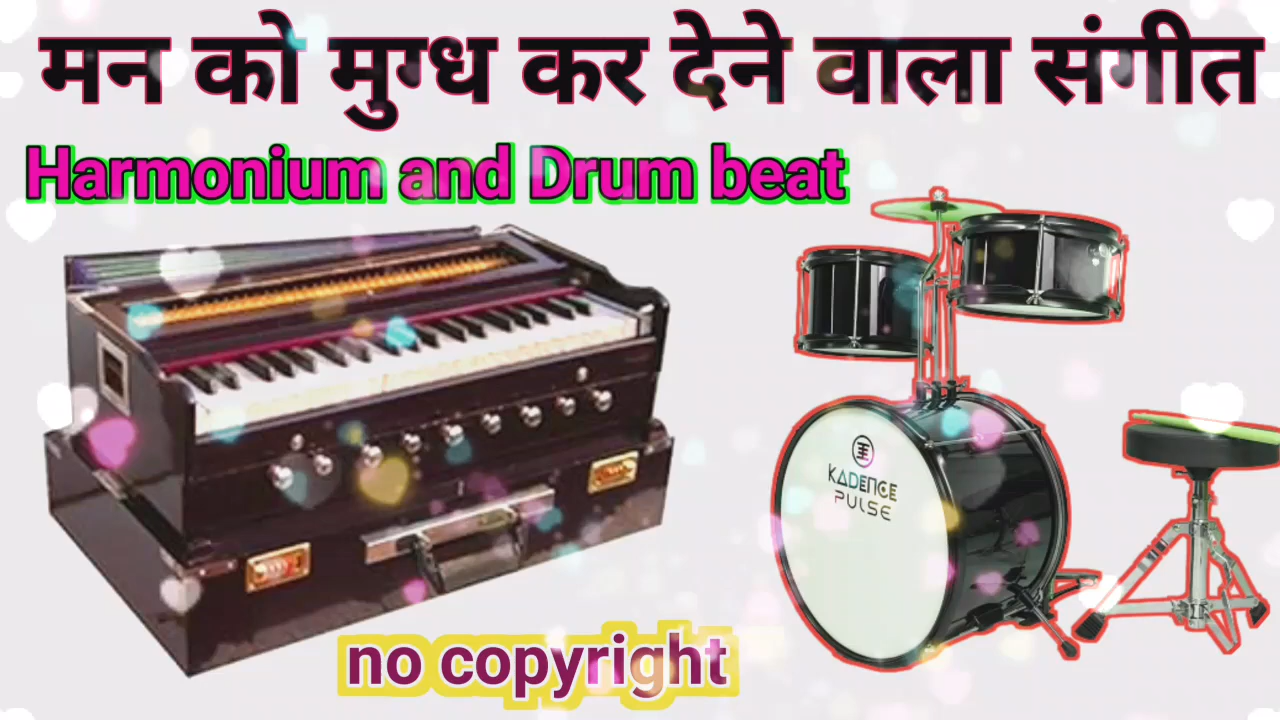 मन को मुग्ध कर देने वाला संगीत
Harmonium and Drum beat
KADENCE
PULSE
no copyright